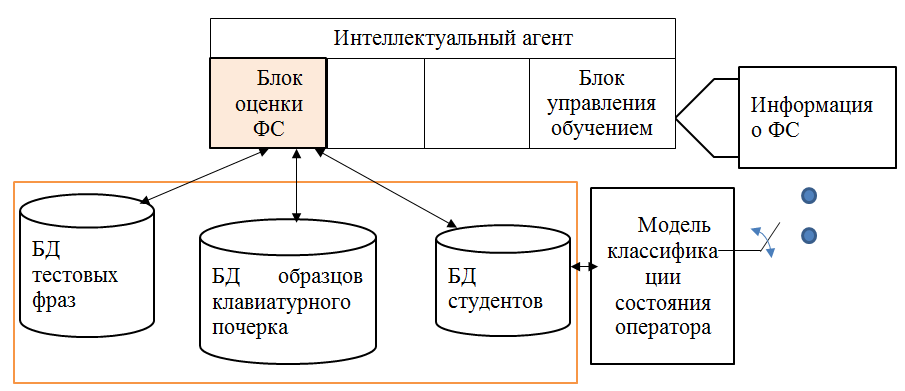 Интеллектуальный агент
Блок
оценки
ФС
Блок
управления
обучением
Информация
о ФС
БД
тестовых
фраз
БД образцов
клавиатурного
почерка
БД
студентов
Модель
классифика
ции
состояния
оператора